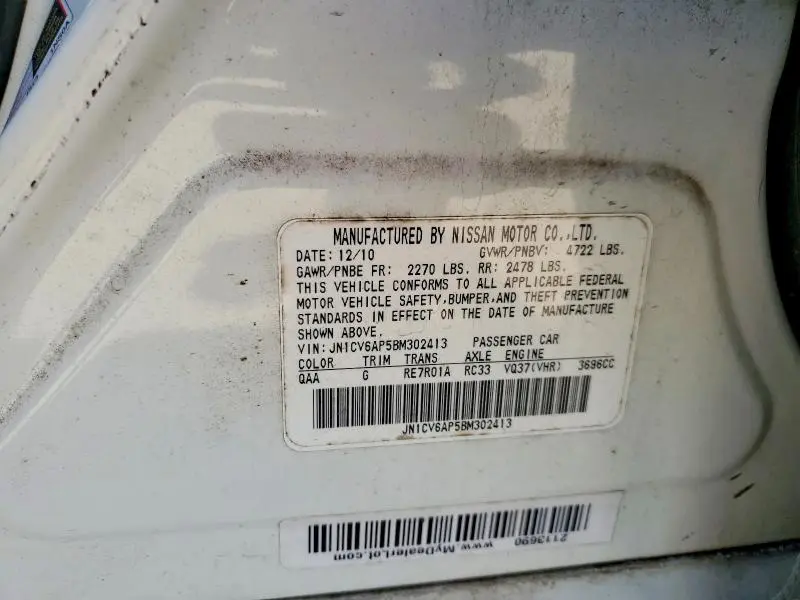 MANUFACTURED BY NISSAN MOTOR CO.,LTD.
DATE: 12/10 GVWR/PNBV: 4722 LBS.
GAWR/PNBE FR: 2270 LBS. RR: 2478 LBS.
THIS VEHICLE CONFORMS TO ALL APPLICABLE FEDERAL
MOTOR VEHICLE SAFETY,BUMPER,AND THEFT PREVENTION
STANDARDS IN EFFECT ON THE DATE OF MANUFACTURE
SHOWN ABOVE.
VIN: JN1CV6AP5BM302413 PASSENGER CAR
COLOR TRIM TRANS AXLE ENGINE
QAA G RE7R01A RC33 VQ37(VHR) 3696CC
JN1CV6AP5BM302413
2113690
www.MyDealerLot.com